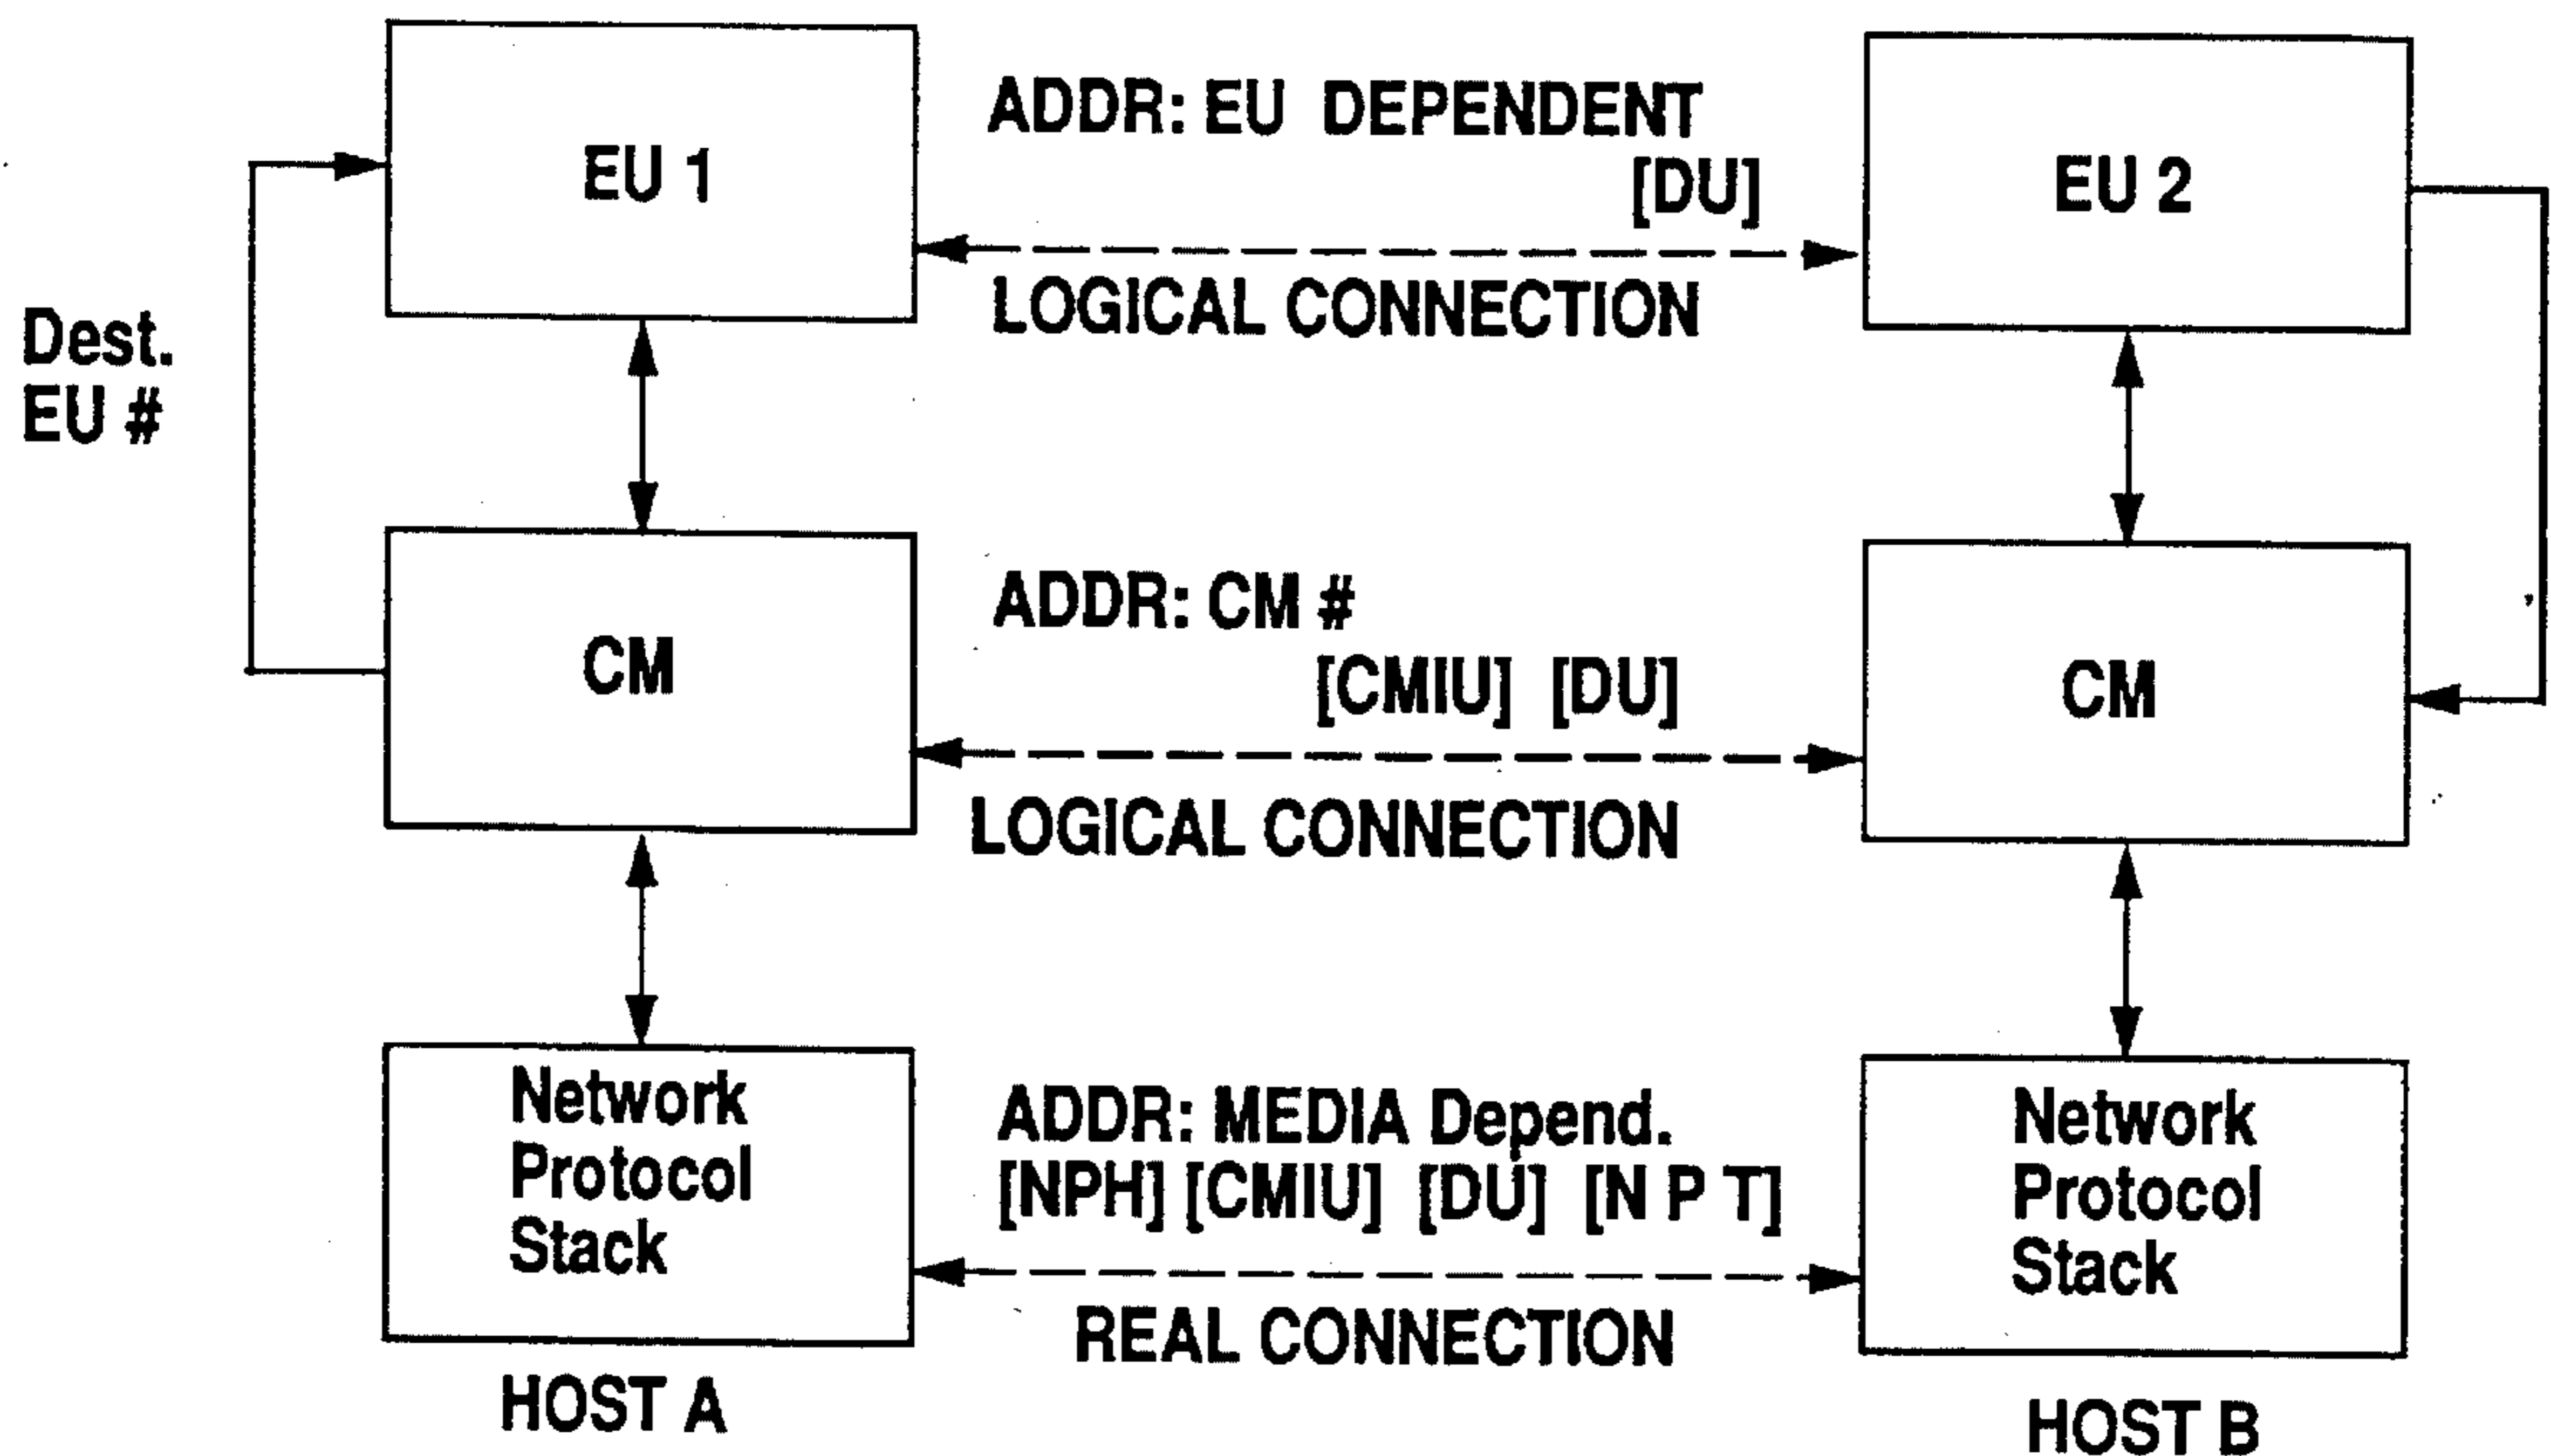 EU 1
ADDR: EU DEPENDENT
[DU]
LOGICAL CONNECTION
EU 2
Dest.
EU #
CM
ADDR: CM #
[CMIU] [DU]
LOGICAL CONNECTION
CM
Network
Protocol
Stack
ADDR: MEDIA Depend.
[NPH] [CMIU] [DU] [N P T]
REAL CONNECTION
Network
Protocol
Stack
HOST A
HOST B